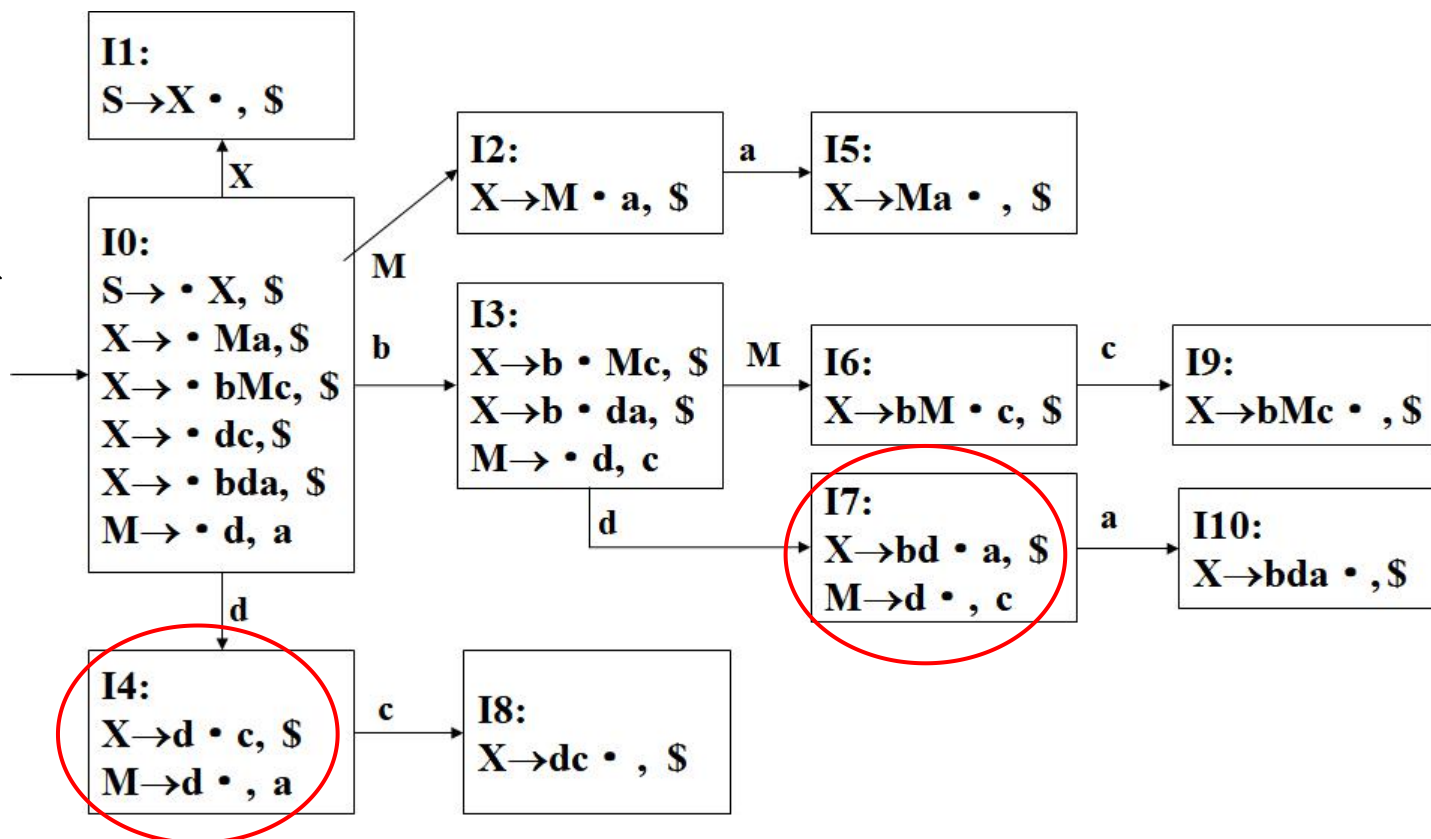 I1:
S→X • , $
X
I0:
S→ • X, $
X→ • Ma,$
X→ • bMc, $
X→ • dc,$
X→ • bda, $
M→ • d, a
M
I2:
X→M • a, $
a
I5:
X→Ma • , $
b
I3:
X→b • Mc, $
X→b • da, $
M→ • d, c
M
I6:
X→bM • c, $
c
I9:
X→bMc • , $
d
I7:
X→bd • a, $
M→d • , c
a
I10:
X→bda • ,$
d
I4:
X→d • c, $
M→d • , a
c
I8:
X→dc • , $